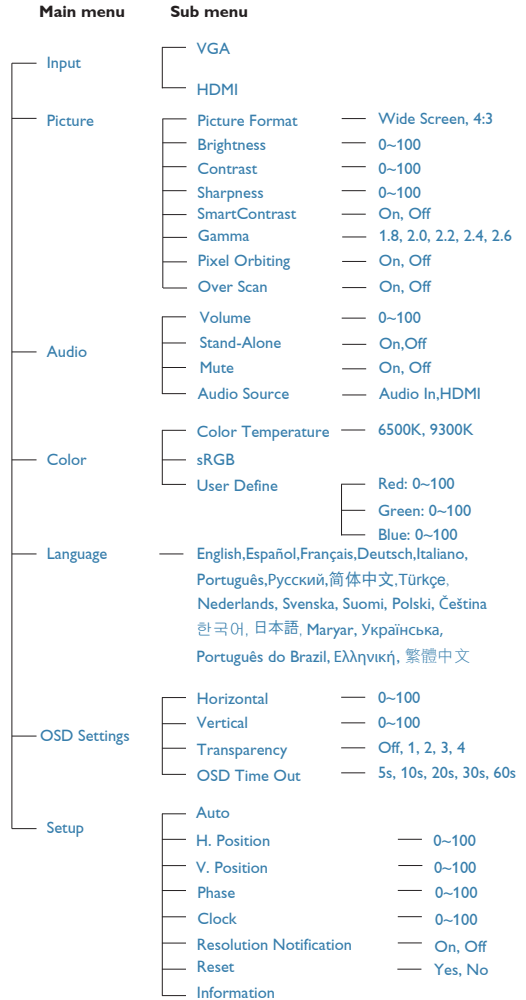 Main menu Sub menu
Input
VGA
HDMI
Picture
Picture Format Wide Screen, 4:3
Brightness 0~100
Contrast 0~100
Sharpness 0~100
SmartContrast On, Off
Gamma 1.8, 2.0, 2.2, 2.4, 2.6
Pixel Orbiting On, Off
Over Scan On, Off
Audio
Volume 0~100
Stand-Alone On,Off
Mute On, Off
Audio Source Audio In,HDMI
Color
Color Temperature 6500K, 9300K
sRGB
User Define
Red: 0~100
Green: 0~100
Blue: 0~100
Language
English,Español,Français,Deutsch,Italiano,
Português,Русский,简体中文,Türkçe,
Nederlands, Svenska, Suomi, Polski, Čeština
한국어, 日本語, Maryar, Українська,
Português do Brazil, Ελληνική, 繁體中文
OSD Settings
Horizontal 0~100
Vertical 0~100
Transparency Off, 1, 2, 3, 4
OSD Time Out 5s, 10s, 20s, 30s, 60s
Setup
Auto
H. Position 0~100
V. Position 0~100
Phase 0~100
Clock 0~100
Resolution Notification On, Off
Reset Yes, No
Information